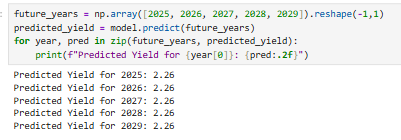 future_years = np.array([2025, 2026, 2027, 2028, 2029]).reshape(-1,1)
predicted_yield = model.predict(future_years)
for year, pred in zip(future_years, predicted_yield):
    print(f"Predicted Yield for {year[0]}: {pred:.2f}")
Predicted Yield for 2025: 2.26
Predicted Yield for 2026: 2.26
Predicted Yield for 2027: 2.26
Predicted Yield for 2028: 2.26
Predicted Yield for 2029: 2.26